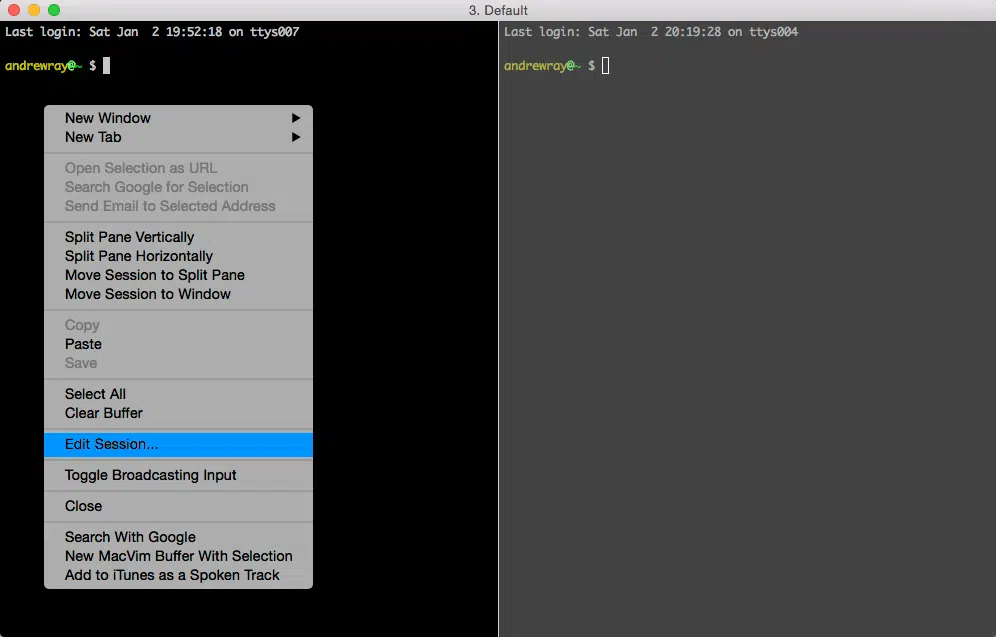 3. Default
Last login: Sat Jan  2 19:52:18 on ttys007
andrewray@~ $
Last login: Sat Jan  2 20:19:28 on ttys004
andrewray@~ $
New Window
New Tab
Open Selection as URL
Search Google for Selection
Send Email to Selected Address
Split Pane Vertically
Split Pane Horizontally
Move Session to Split Pane
Move Session to Window
Copy
Paste
Save
Select All
Clear Buffer
Edit Session...
Toggle Broadcasting Input
Close
Search With Google
New MacVim Buffer With Selection
Add to iTunes as a Spoken Track